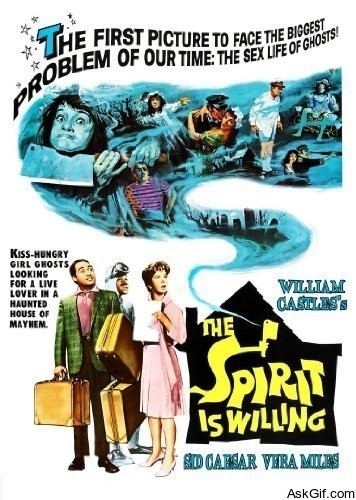 THE FIRST PICTURE TO FACE THE BIGGEST
PROBLEM OF OUR TIME: THE SEX LIFE OF GHOSTS!
KISS-HUNGRY
GIRL GHOSTS
LOOKING
FOR A LIVE
LOVER IN A
HAUNTED
HOUSE OF
MAYHEM.
WILLIAM
CASTLE'S
THE
SPIRIT
IS WILLING
SID CAESAR VERA MILES
AskGif.com